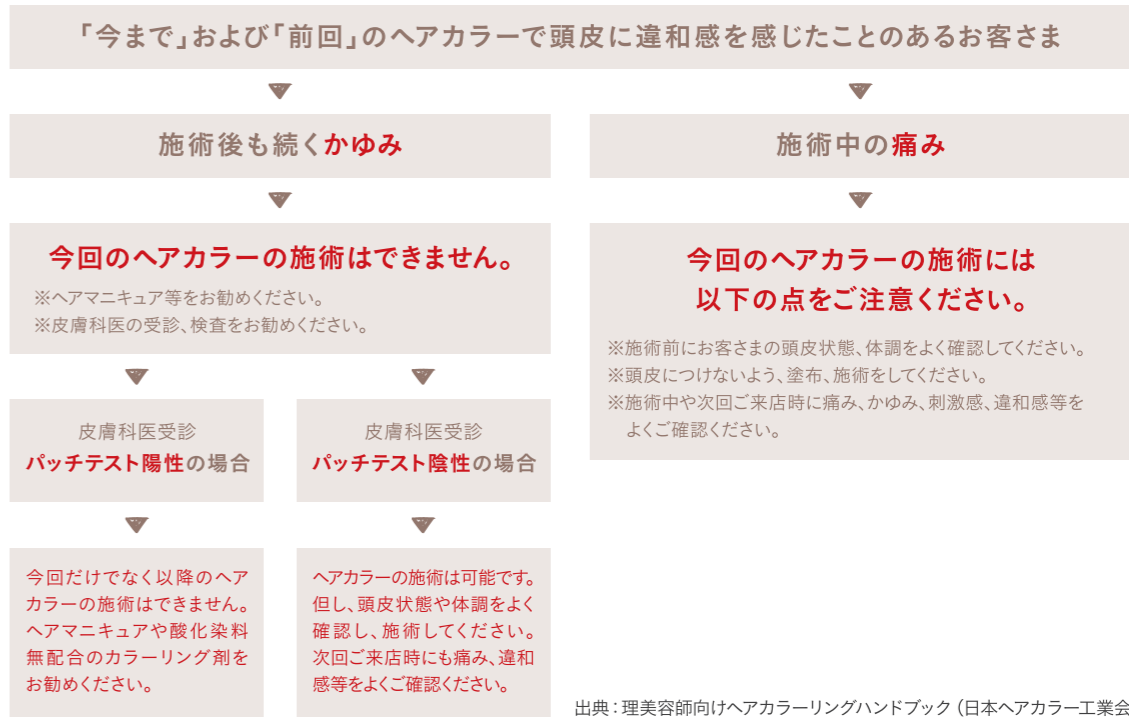 「今まで」および「前回」のヘアカラーで頭皮に違和感を感じたことのあるお客さま
施術後も続くかゆみ
今回のヘアカラーの施術はできません。
※ヘアマニキュア等をお勧めください。
※皮膚科医の受診、検査をお勧めください。
皮膚科医受診
パッチテスト陽性の場合
今回だけでなく以降のヘア
カラーの施術はできません。
ヘアマニキュアや酸化染料
無配合のカラーリング剤を
お勧めください。
皮膚科医受診
パッチテスト陰性の場合
ヘアカラーの施術は可能です。
但し、頭皮状態や体調をよく
確認し、施術してください。
次回ご来店時にも痛み、違和
感等をよくご確認ください。
施術中の痛み
今回のヘアカラーの施術には
以下の点をご注意ください。
※施術前にお客さまの頭皮状態、体調をよく確認してください。
※頭皮につけないよう、塗布、施術をしてください。
※施術中や次回ご来店時に痛み、かゆみ、刺激感、違和感等を
よくご確認ください。
出典：理美容師向けヘアカラーリングハンドブック（日本ヘアカラー工業会